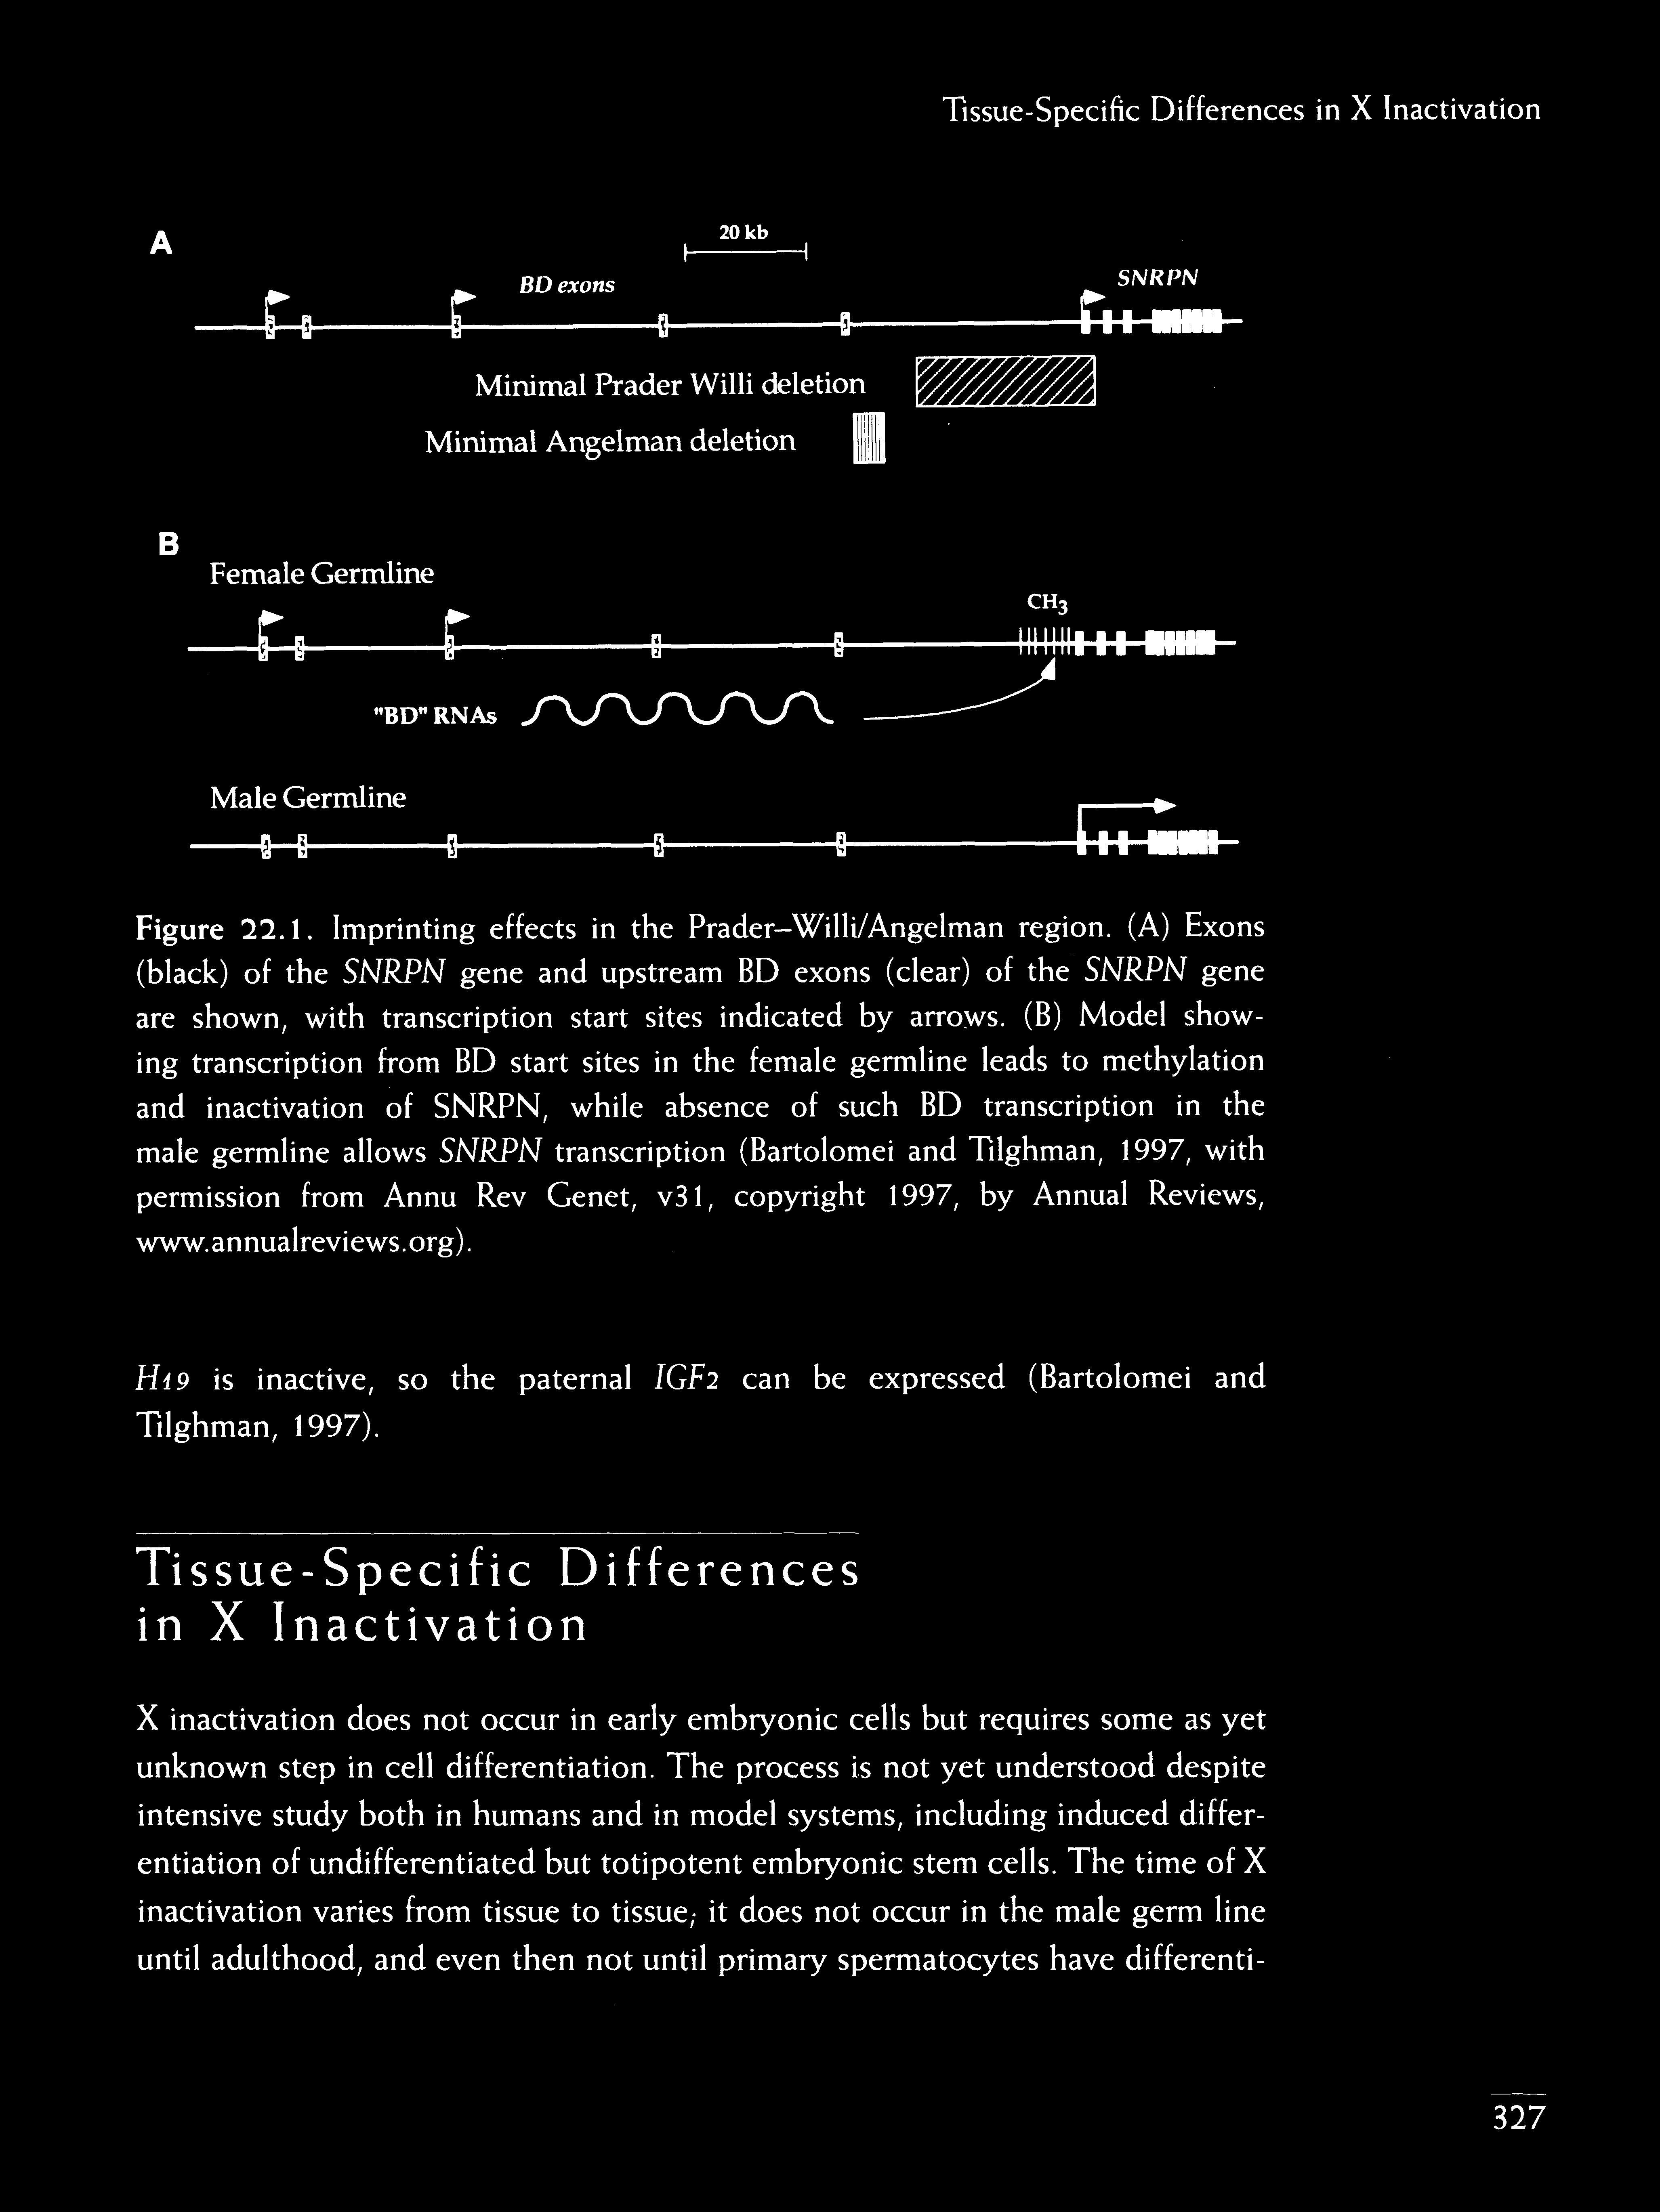 Tissue-Specific Differences in X Inactivation
A
20 kb
BD exons
SNRPN
Minimal Prader Willi deletion
Minimal Angelman deletion
B
Female Germline
CH3
"BD" RNAs
Male Germline
Figure 22.1. Imprinting effects in the Prader–Willi/Angelman region. (A) Exons
(black) of the SNRPN gene and upstream BD exons (clear) of the SNRPN gene
are shown, with transcription start sites indicated by arrows. (B) Model show-
ing transcription from BD start sites in the female germline leads to methylation
and inactivation of SNRPN, while absence of such BD transcription in the
male germline allows SNRPN transcription (Bartolomei and Tilghman, 1997, with
permission from Annu Rev Genet, v31, copyright 1997, by Annual Reviews,
www.annualreviews.org).
H19 is inactive, so the paternal IGF2 can be expressed (Bartolomei and
Tilghman, 1997).
Tissue-Specific Differences
in X Inactivation
X inactivation does not occur in early embryonic cells but requires some as yet
unknown step in cell differentiation. The process is not yet understood despite
intensive study both in humans and in model systems, including induced differ-
entiation of undifferentiated but totipotent embryonic stem cells. The time of X
inactivation varies from tissue to tissue; it does not occur in the male germ line
until adulthood, and even then not until primary spermatocytes have differenti-
327